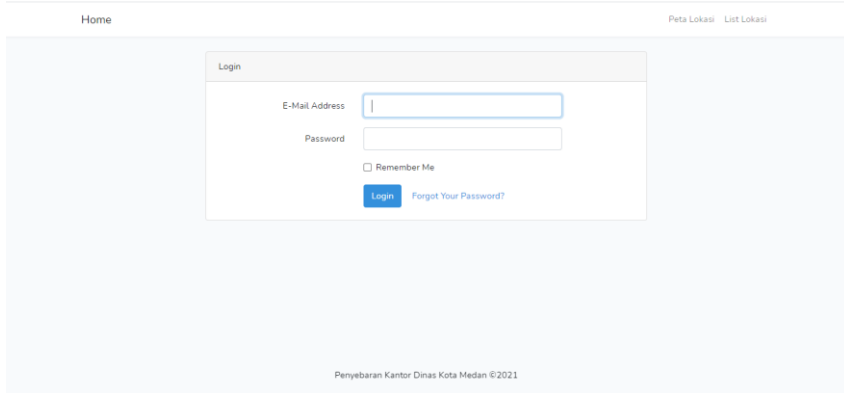 Home
Peta Lokasi List Lokasi
Login
E-Mail Address
Password
Remember Me
Login Forgot Your Password?
Penyebaran Kantor Dinas Kota Medan ©2021